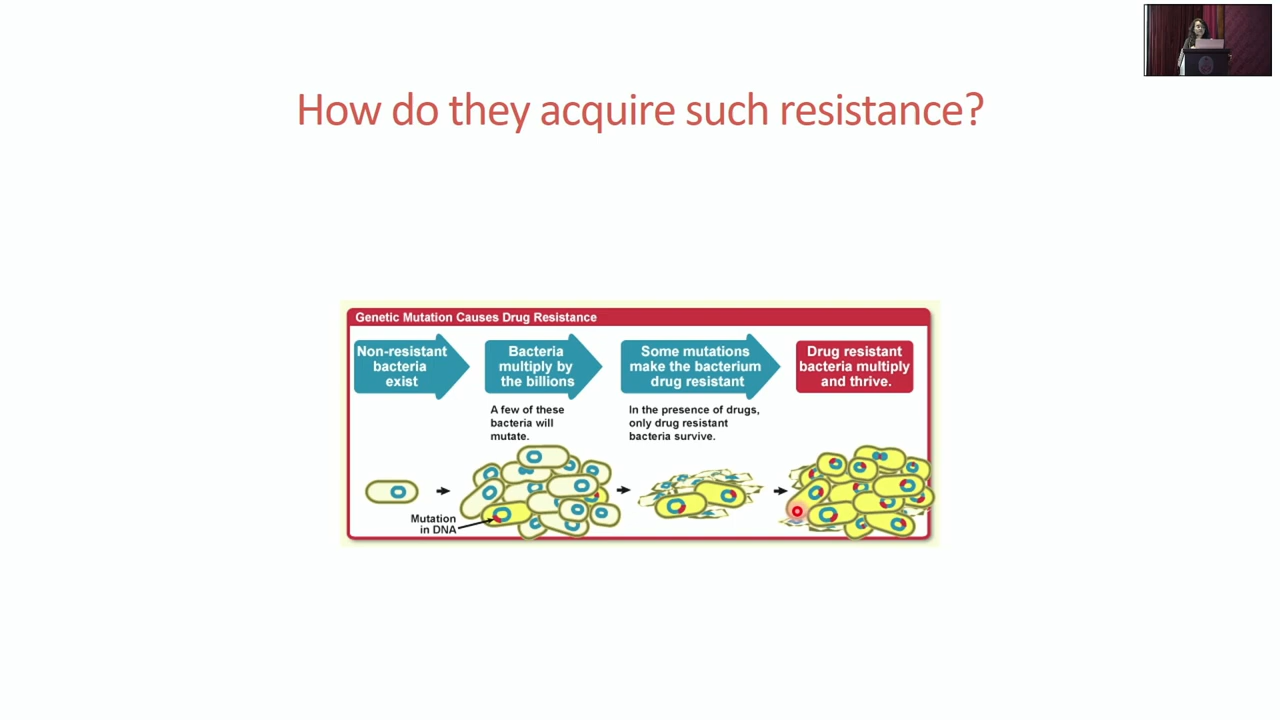 How do they acquire such resistance?
Genetic Mutation Causes Drug Resistance
Non-resistant
bacteria
exist
Bacteria
multiply by
the billions
Some mutations
make the bacterium
drug resistant
Drug resistant
bacteria multiply
and thrive.
A few of these
bacteria will
mutate.
In the presence of drugs,
only drug resistant
bacteria survive.
Mutation
in DNA